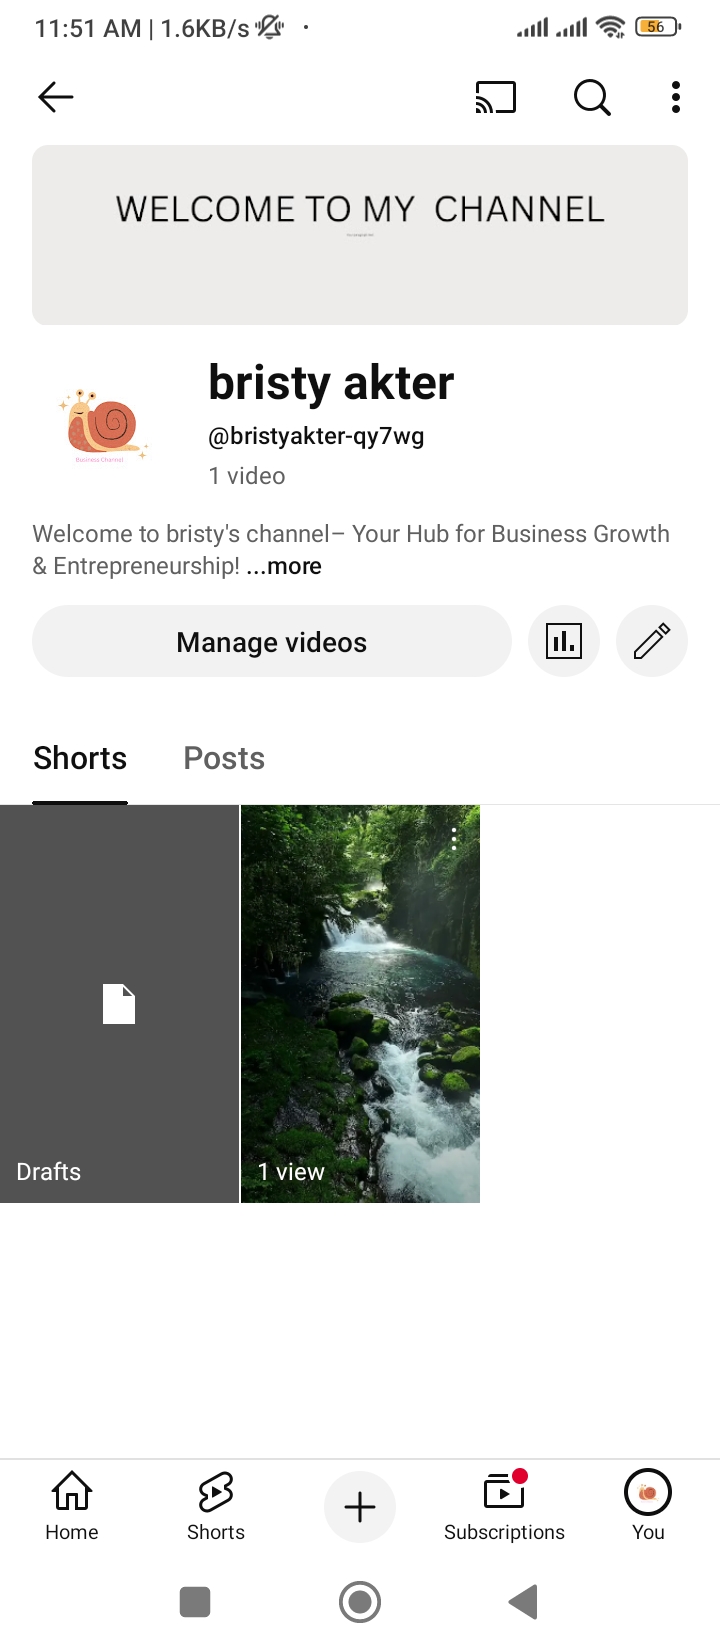 11:51 AM | 1.6KB/s
56
WELCOME TO MY CHANNEL
bristy akter
Business Channel
@bristyakter-qy7wg
1 video
Welcome to bristy's channel– Your Hub for Business Growth
& Entrepreneurship! ...more
Manage videos
Shorts
Posts
Drafts
1 view
Home
Shorts
Subscriptions
You